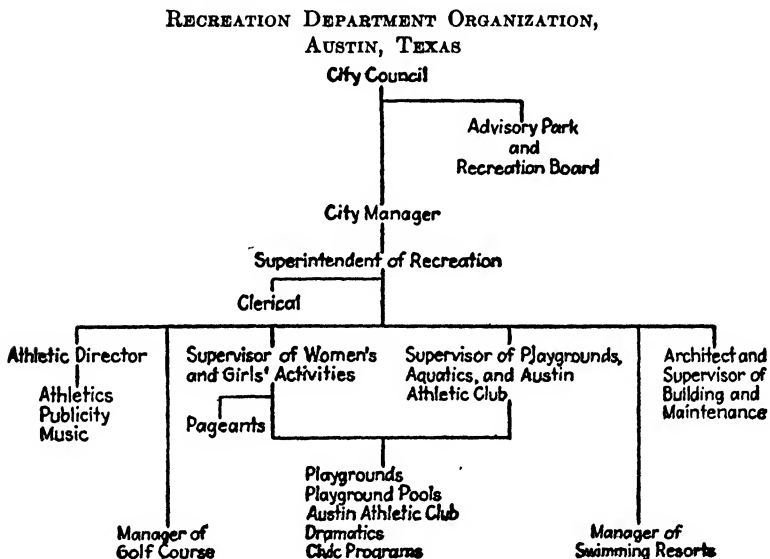 RECREATION DEPARTMENT ORGANIZATION,
AUSTIN, TEXAS
City Council
Advisory Park
and
Recreation Board
City Manager
Superintendent of Recreation
Clerical
Athletic Director
Athletics
Publicity
Music
Supervisor of Women's
and Girls' Activities
Pageants
Supervisor of Playgrounds,
Aquatics, and Austin
Athletic Club
Architect and
Supervisor of
Building and
Maintenance
Manager of
Golf Course
Playgrounds
Playground Pools
Austin Athletic Club
Dramatics
Civic Programs
Manager of
Swimming Resorts